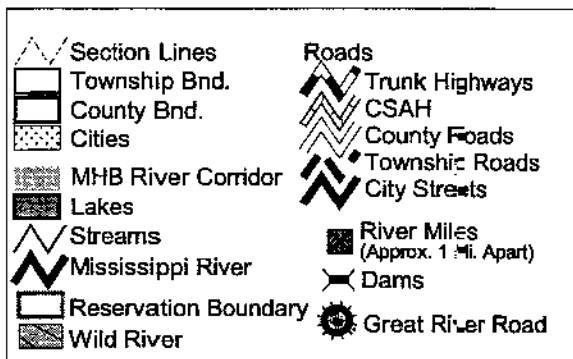 Section Lines
Township Bnd.
County Bnd.
Cities
MHB River Corridor
Lakes
Streams
Mississippi River
Reservation Boundary
Wild River
Roads
Trunk Highways
CSAH
County Roads
Township Roads
City Streets
River Miles
(Approx. 1 Mi. Apart)
Dams
Great River Road